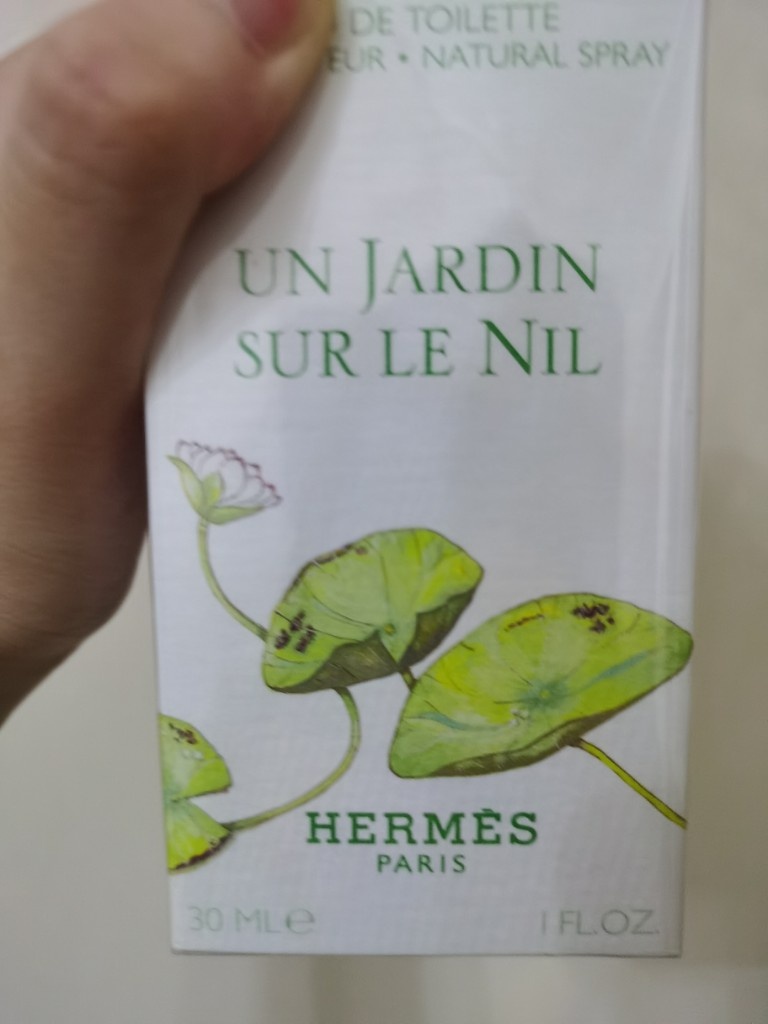 DE TOILETTE
EUR • NATURAL SPRAY
UN JARDIN
SUR LE NIL
HERMÈS
PARIS
30 ML℮ 1 FL.OZ.